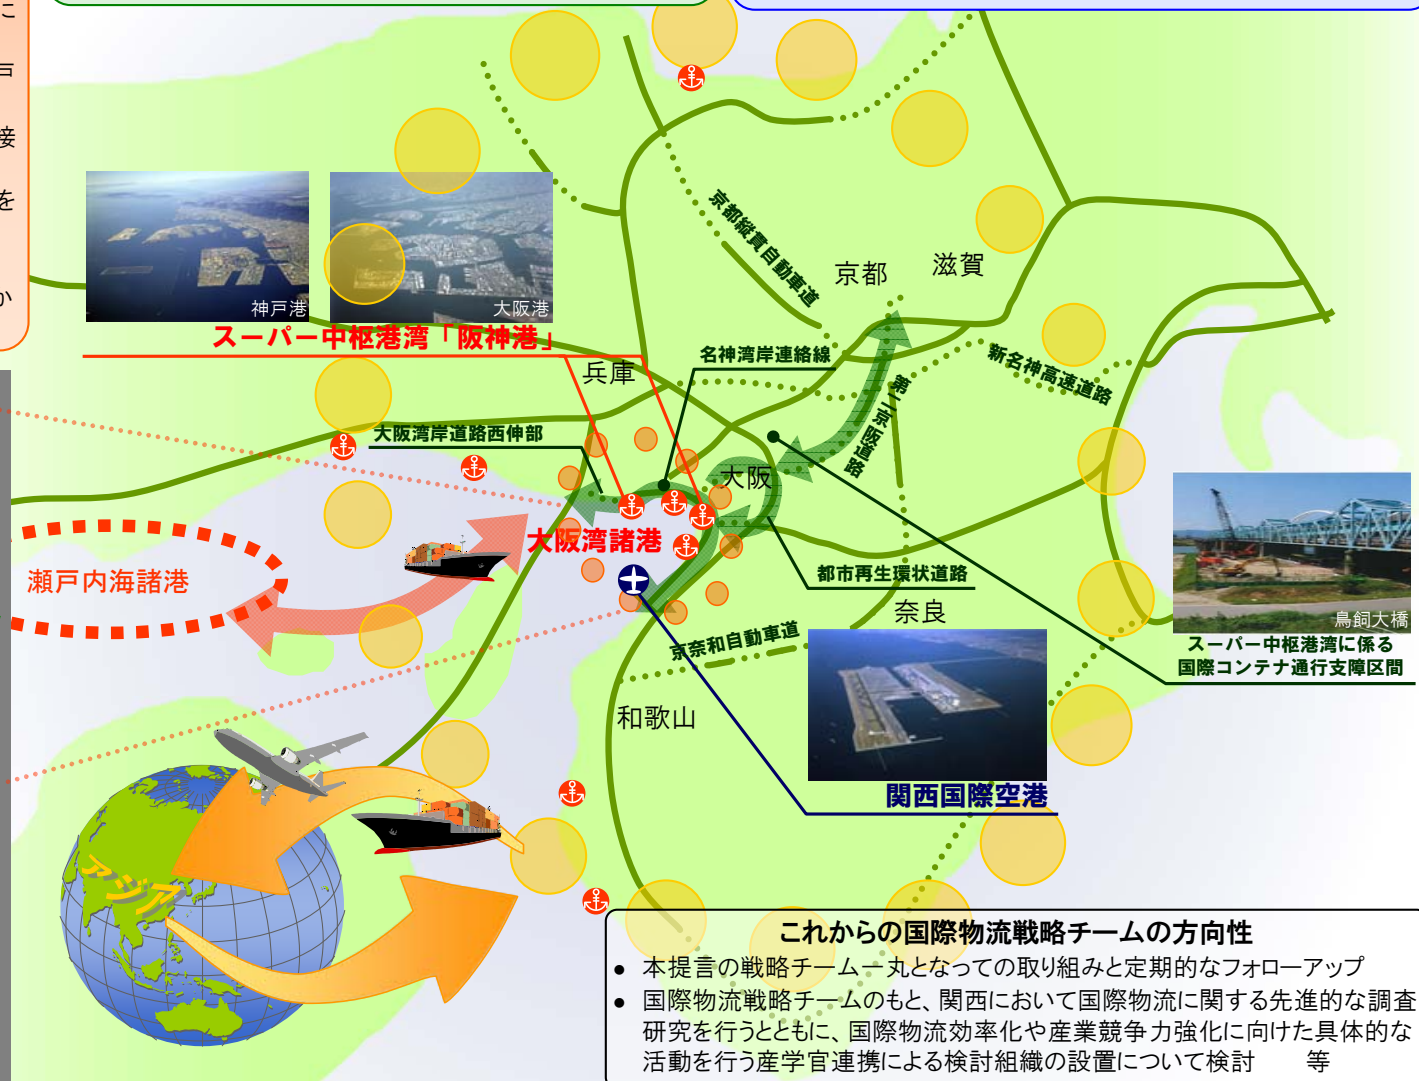 に
戸
接
を
か
神戸港
大阪港
スーパー中枢港湾「阪神港」
京都縦貫自動車道
京都
滋賀
兵庫
名神湾岸連絡線
新名神高速道路
第二京阪道路
大阪湾岸道路西伸部
大阪
大阪湾諸港
瀬戸内海諸港
都市再生環状道路
奈良
鳥飼大橋
スーパー中枢港湾に係る
国際コンテナ通行支障区間
京奈和自動車道
和歌山
関西国際空港
アジア
これからの国際物流戦略チームの方向性
● 本提言の戦略チーム一丸となっての取り組みと定期的なフォローアップ
● 国際物流戦略チームのもと、関西において国際物流に関する先進的な調査
研究を行うとともに、国際物流効率化や産業競争力強化に向けた具体的な
活動を行う産学官連携による検討組織の設置について検討　　等